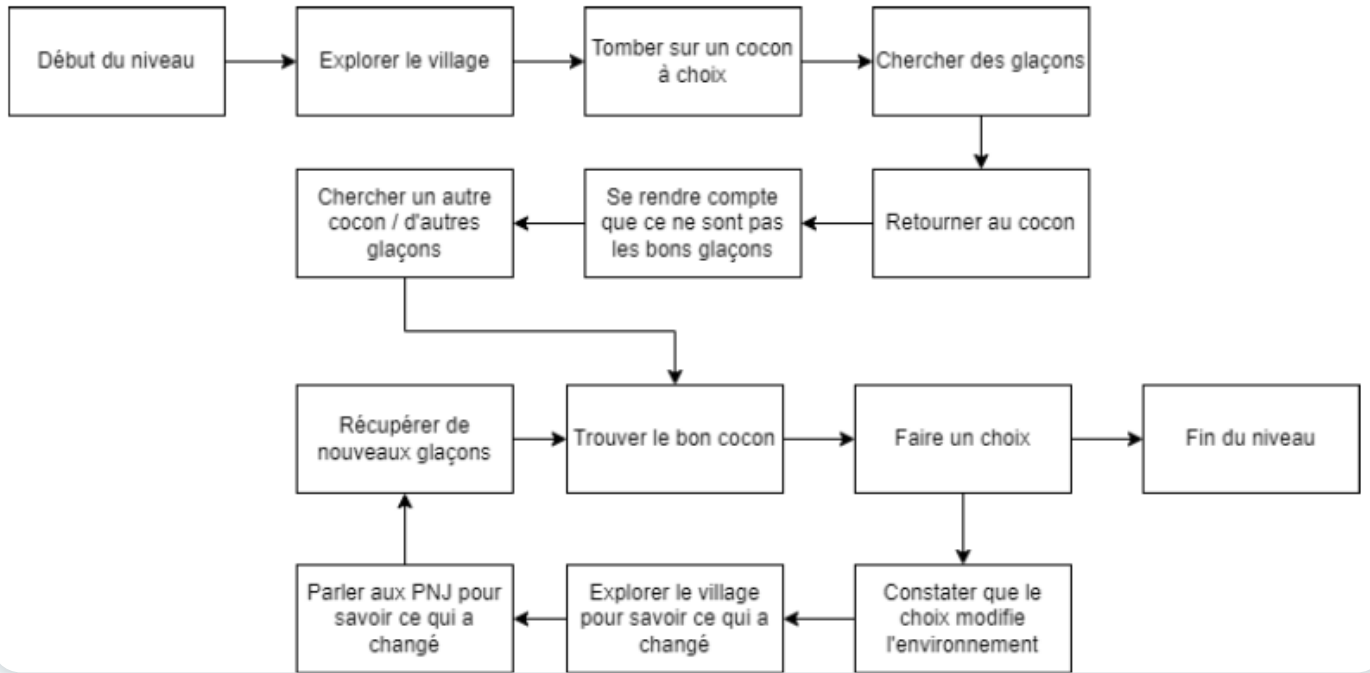 Début du niveau
Explorer le village
Tomber sur un cocon
à choix
Chercher des glaçons
Retourner au cocon
Se rendre compte
que ce ne sont pas
les bons glaçons
Chercher un autre
cocon / d'autres
glaçons
Récupérer de
nouveaux glaçons
Trouver le bon cocon
Faire un choix
Fin du niveau
Constater que le
choix modifie
l'environnement
Explorer le village
pour savoir ce qui a
changé
Parler aux PNJ pour
savoir ce qui a
changé